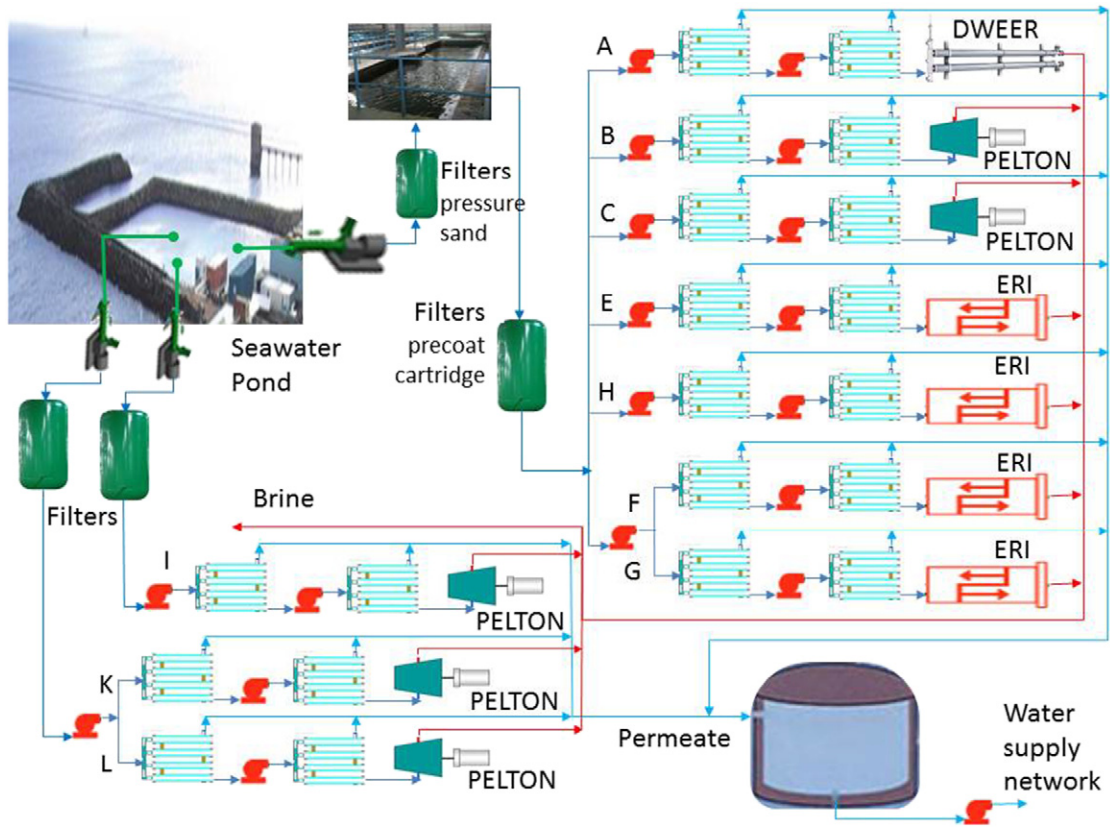 A
DWEER
B
PELTON
C
PELTON
E
ERI
H
ERI
F
ERI
G
ERI
Filters
pressure
sand
Filters
precoat
cartridge
Seawater
Pond
Filters
Brine
I
PELTON
K
PELTON
L
PELTON
Permeate
Water
supply
network